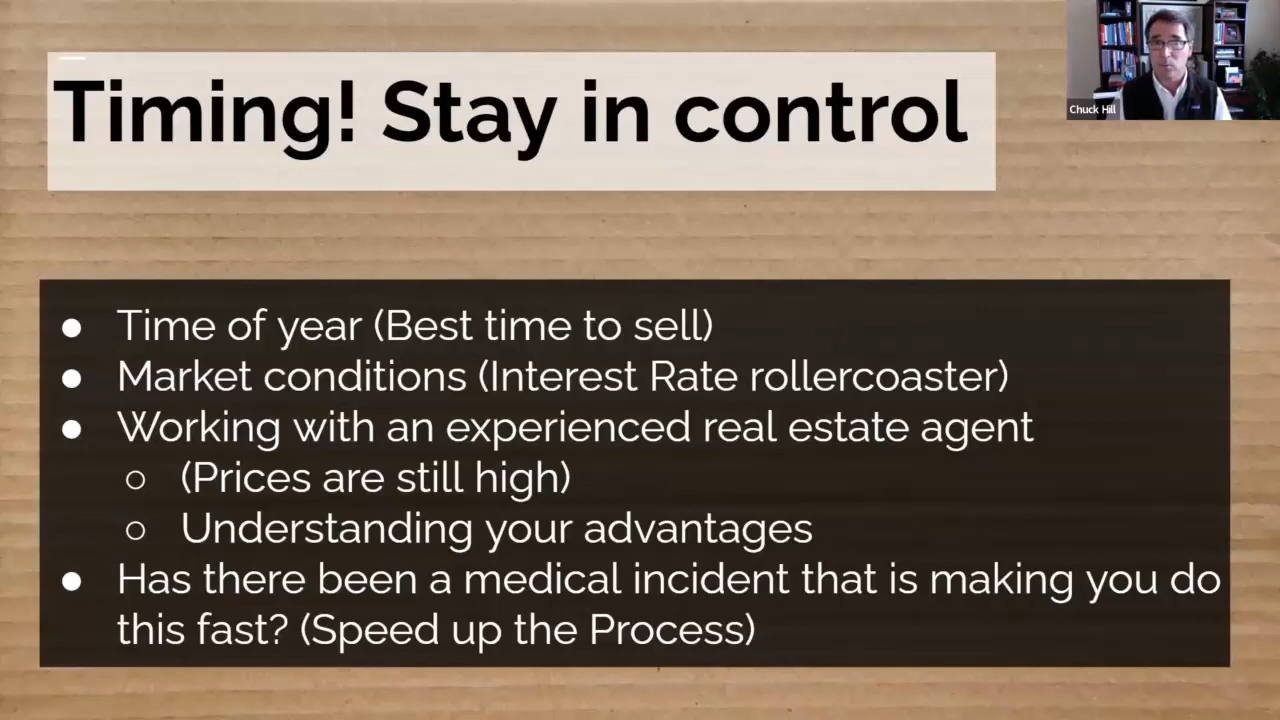 Timing! Stay in control
Chuck Hill
● Time of year (Best time to sell)
● Market conditions (Interest Rate rollercoaster)
● Working with an experienced real estate agent
○ (Prices are still high)
○ Understanding your advantages
● Has there been a medical incident that is making you do
this fast? (Speed up the Process)